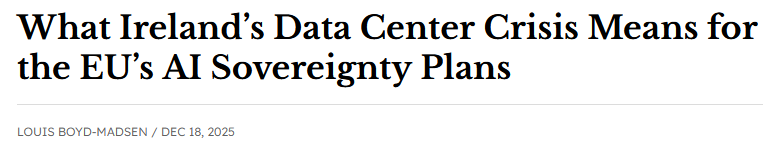 What Ireland’s Data Center Crisis Means for
the EU’s AI Sovereignty Plans
LOUIS BOYD-MADSEN / DEC 18, 2025